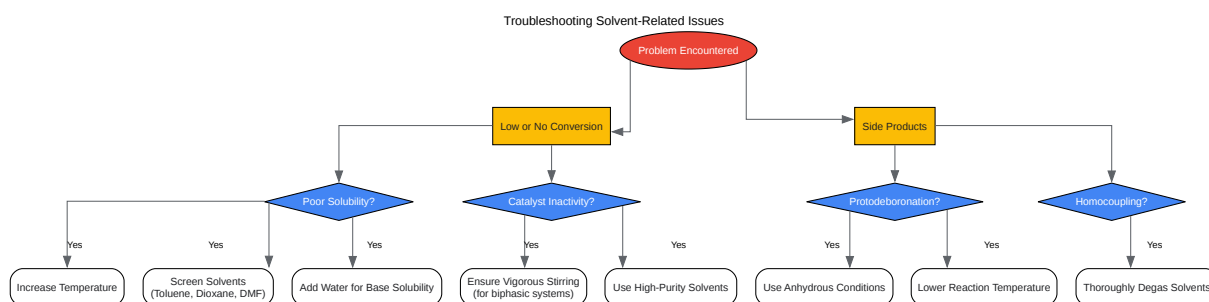 Troubleshooting Solvent-Related Issues
Problem Encountered
Low or No Conversion
Side Products
Poor Solubility?
Catalyst Inactivity?
Protodeboronation?
Homocoupling?
Yes
Yes
Yes
Yes
Yes
Yes
Yes
Yes
Increase Temperature
Screen Solvents
(Toluene, Dioxane, DMF)
Add Water for Base Solubility
Ensure Vigorous Stirring
(for biphasic systems)
Use High-Purity Solvents
Use Anhydrous Conditions
Lower Reaction Temperature
Thoroughly Degas Solvents